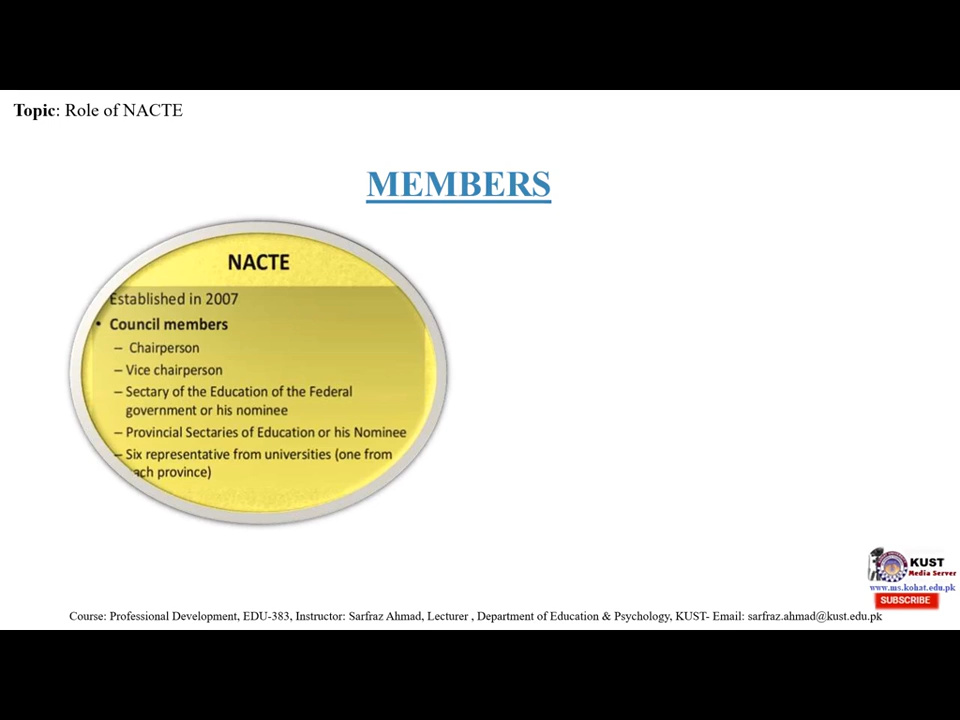 Topic: Role of NACTE
MEMBERS
NACTE
Established in 2007
• Council members
– Chairperson
– Vice chairperson
– Sectary of the Education of the Federal
government or his nominee
– Provincial Sectaries of Education or his Nominee
– Six representative from universities (one from
ach province)
KUST
Media Server
www.ms.kohat.edu.pk
SUBSCRIBE
Course: Professional Development, EDU-383, Instructor: Sarfraz Ahmad, Lecturer , Department of Education & Psychology, KUST- Email: sarfraz.ahmad@kust.edu.pk